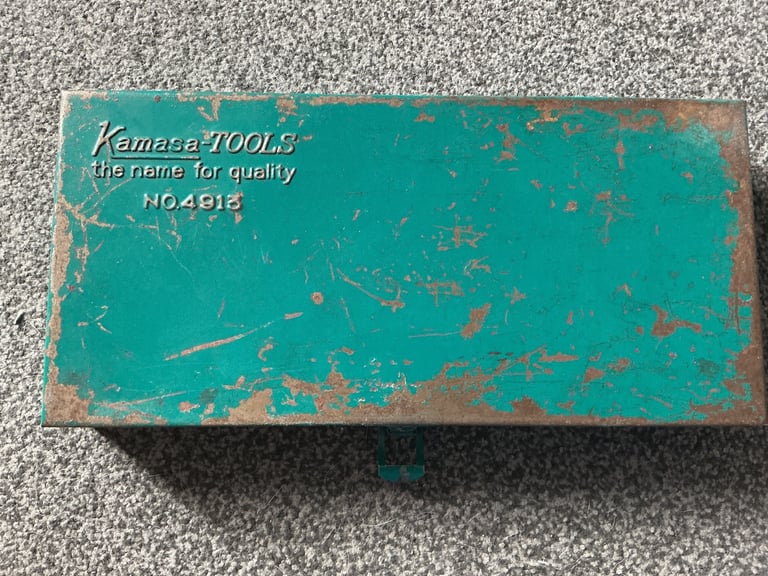 Kamasa-TOOLS
the name for quality
NO.4913